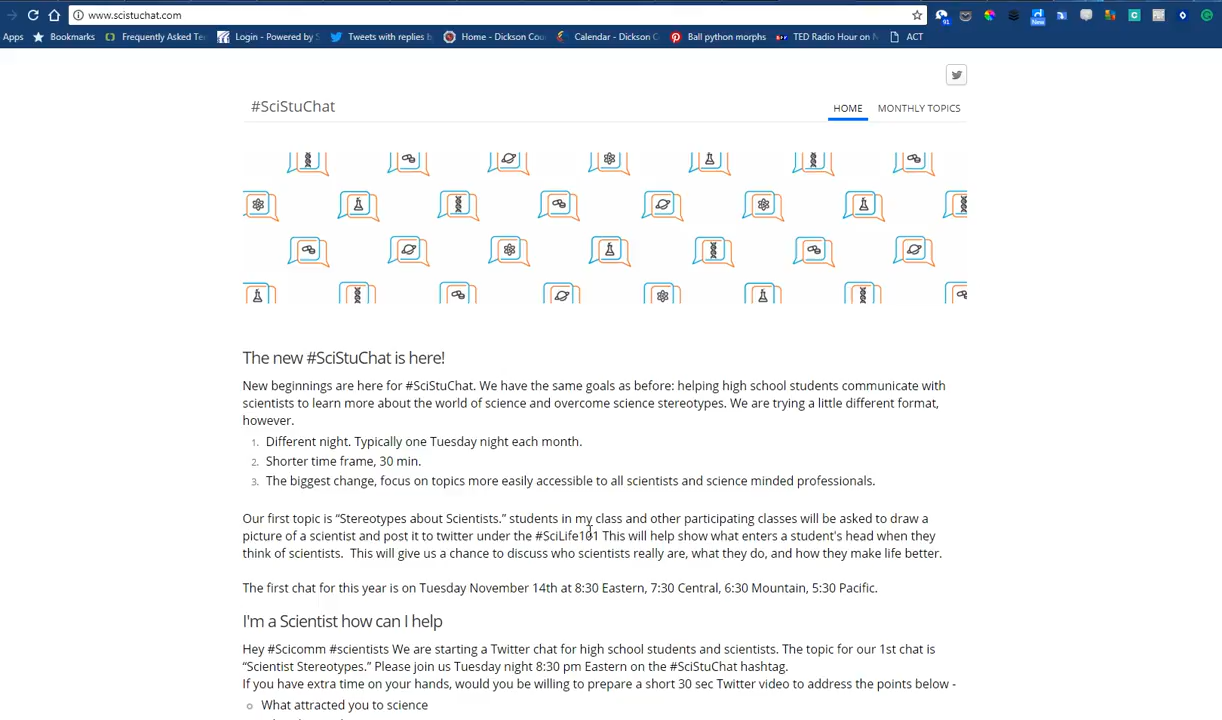 www.scistuchat.com
91
New
Apps Bookmarks Frequently Asked Te Login - Powered by S Tweets with replies b Home - Dickson Cou Calendar - Dickson C Ball python morphs TED Radio Hour on N ACT
#SciStuChat HOME MONTHLY TOPICS
The new #SciStuChat is here!
New beginnings are here for #SciStuChat. We have the same goals as before: helping high school students communicate with
scientists to learn more about the world of science and overcome science stereotypes. We are trying a little different format,
however.
1. Different night. Typically one Tuesday night each month.
2. Shorter time frame, 30 min.
3. The biggest change, focus on topics more easily accessible to all scientists and science minded professionals.
Our first topic is “Stereotypes about Scientists.” students in my class and other participating classes will be asked to draw a
picture of a scientist and post it to twitter under the #SciLife101 This will help show what enters a student's head when they
think of scientists. This will give us a chance to discuss who scientists really are, what they do, and how they make life better.
The first chat for this year is on Tuesday November 14th at 8:30 Eastern, 7:30 Central, 6:30 Mountain, 5:30 Pacific.
I'm a Scientist how can I help
Hey #Scicomm #scientists We are starting a Twitter chat for high school students and scientists. The topic for our 1st chat is
“Scientist Stereotypes.” Please join us Tuesday night 8:30 pm Eastern on the #SciStuChat hashtag.
If you have extra time on your hands, would you be willing to prepare a short 30 sec Twitter video to address the points below -
What attracted you to science